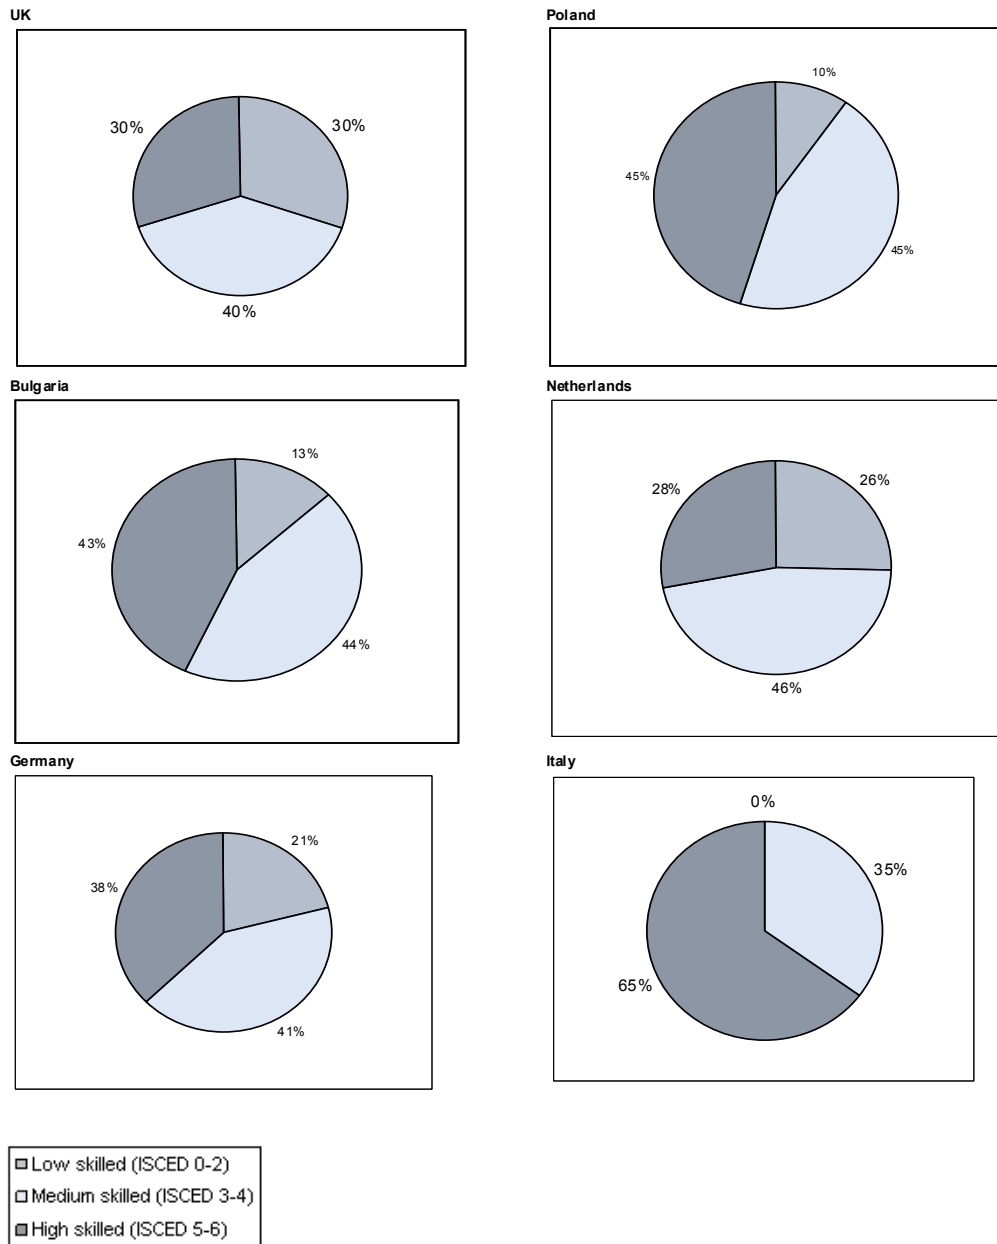 UK
30%
30%
40%
Poland
10%
45%
45%
Bulgaria
13%
43%
44%
Netherlands
28%
26%
46%
Germany
21%
38%
41%
Italy
0%
35%
65%
Low skilled (ISCED 0-2)
Medium skilled (ISCED 3-4)
High skilled (ISCED 5-6)